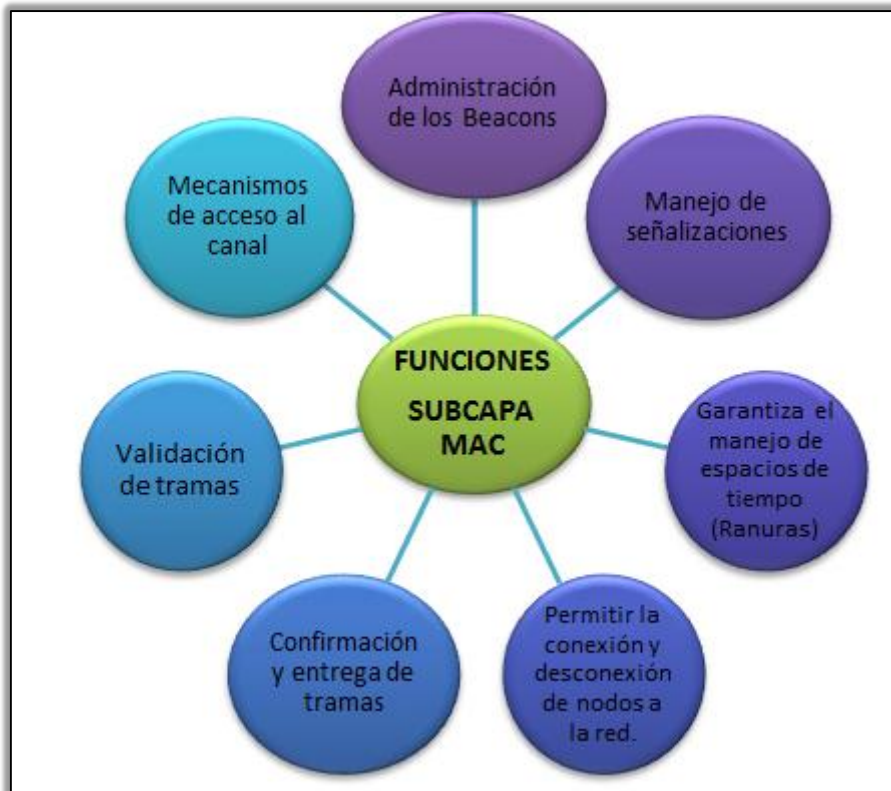 Administración
de los Beacons
Mecanismos
de acceso al
canal
Manejo de
señalizaciones
FUNCIONES
SUBCAPA
MAC
Garantiza el
manejo de
espacios de
tiempo
(Ranuras)
Validación
de tramas
Confirmación
y entrega de
tramas
Permitir la
conexión y
desconexión
de nodos a
la red.